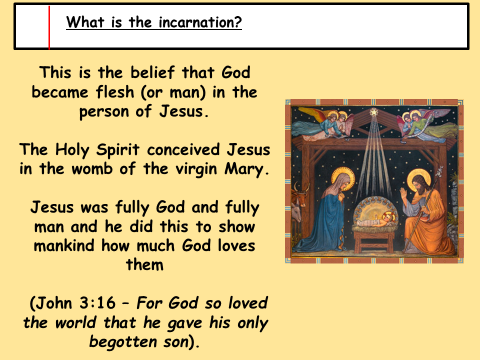 What is the incarnation?
This is the belief that God
became flesh (or man) in the
person of Jesus.
The Holy Spirit conceived Jesus
in the womb of the virgin Mary.
Jesus was fully God and fully
man and he did this to show
mankind how much God loves
them
(John 3:16 – For God so loved
the world that he gave his only
begotten son).